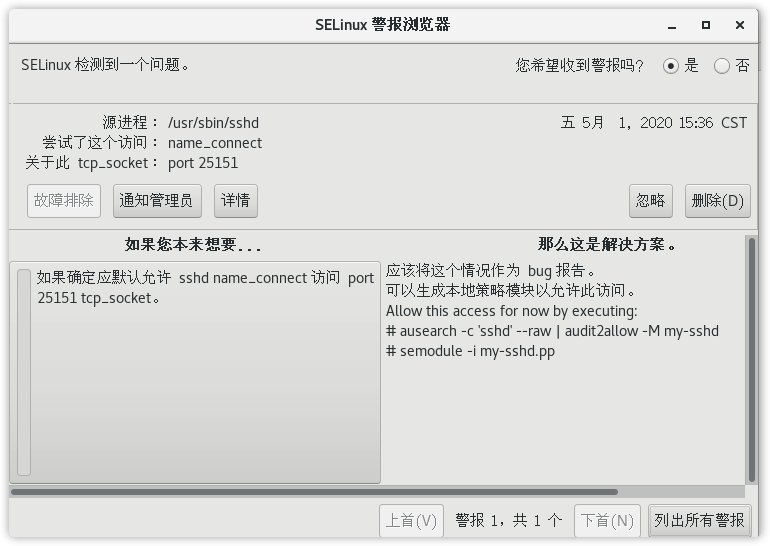 SELinux 警报浏览器
SELinux 检测到一个问题。
您希望收到警报吗? 是 否
源进程： /usr/sbin/sshd
五 5月 1, 2020 15:36 CST
尝试了这个访问： name_connect
关于此 tcp_socket： port 25151
故障排除 通知管理员 详情 忽略 删除(D)
如果您本来想要...
那么这是解决方案。
如果确定应默认允许 sshd name_connect 访问 port
25151 tcp_socket。
应该将这个情况作为 bug 报告。
可以生成本地策略模块以允许此访问。
Allow this access for now by executing:
# ausearch -c 'sshd' --raw | audit2allow -M my-sshd
# semodule -i my-sshd.pp
上首(V) 警报 1，共 1 个 下首(N) 列出所有警报